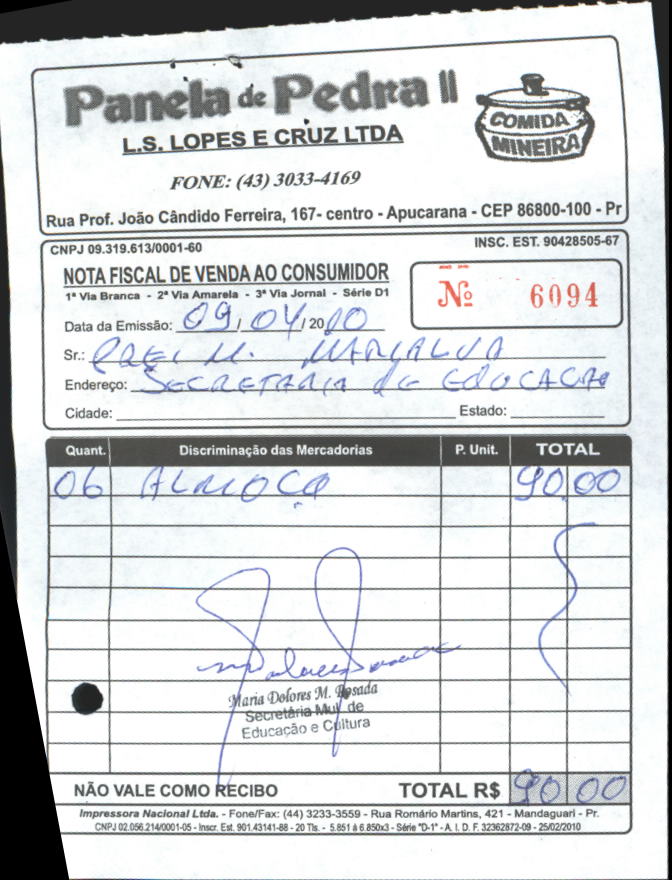 Panela de Pedra II
COMIDA MINEIRA
L.S. LOPES E CRUZ LTDA
FONE: (43) 3033-4169
Rua Prof. João Cândido Ferreira, 167- centro - Apucarana - CEP 86800-100 - Pr
CNPJ 09.319.613/0001-60 INSC. EST. 90428505-67
NOTA FISCAL DE VENDA AO CONSUMIDOR
1ª Via Branca - 2ª Via Amarela - 3ª Via Jornal - Série D1
Nº 6094
Data da Emissão: 09/04/2010
Sr.: PREF M. MARIALVA
Endereço: SECRETARIA de EDUCACAO
Cidade: Estado:
Quant. Discriminação das Mercadorias P. Unit. TOTAL
06 ALMOÇO 90,00
Maria Dolores M. Bosada
Secretária Mul. de
Educação e Cultura
NÃO VALE COMO RECIBO TOTAL R$ 90 00
Impressora Nacional Ltda. - Fone/Fax: (44) 3233-3559 - Rua Romário Martins, 421 - Mandaguari - Pr.
CNPJ 02.056.214/0001-05 - Inscr. Est. 901.43141-88 - 20 Tls. - 5.851 á 6.850x3 - Série "D-1" - A. I. D. F. 32362872-09 - 25/02/2010